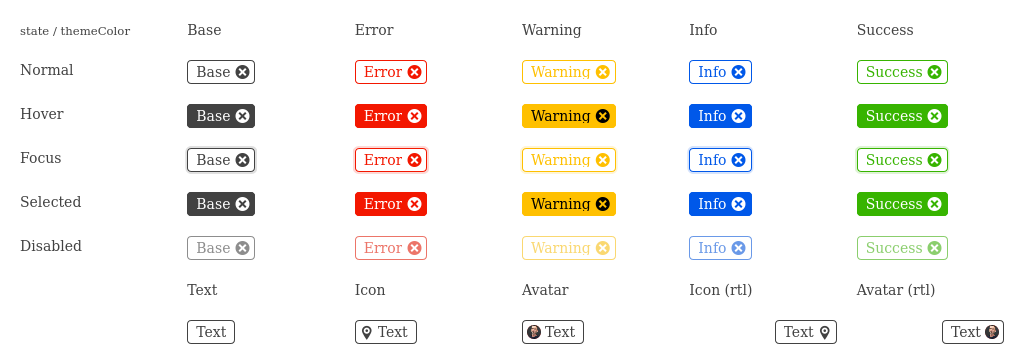 state / themeColor Base Error Warning Info Success
Normal Base Error Warning Info Success
Hover Base Error Warning Info Success
Focus Base Error Warning Info Success
Selected Base Error Warning Info Success
Disabled Base Error Warning Info Success
Text Icon Avatar Icon (rtl) Avatar (rtl)
Text Text Text Text Text